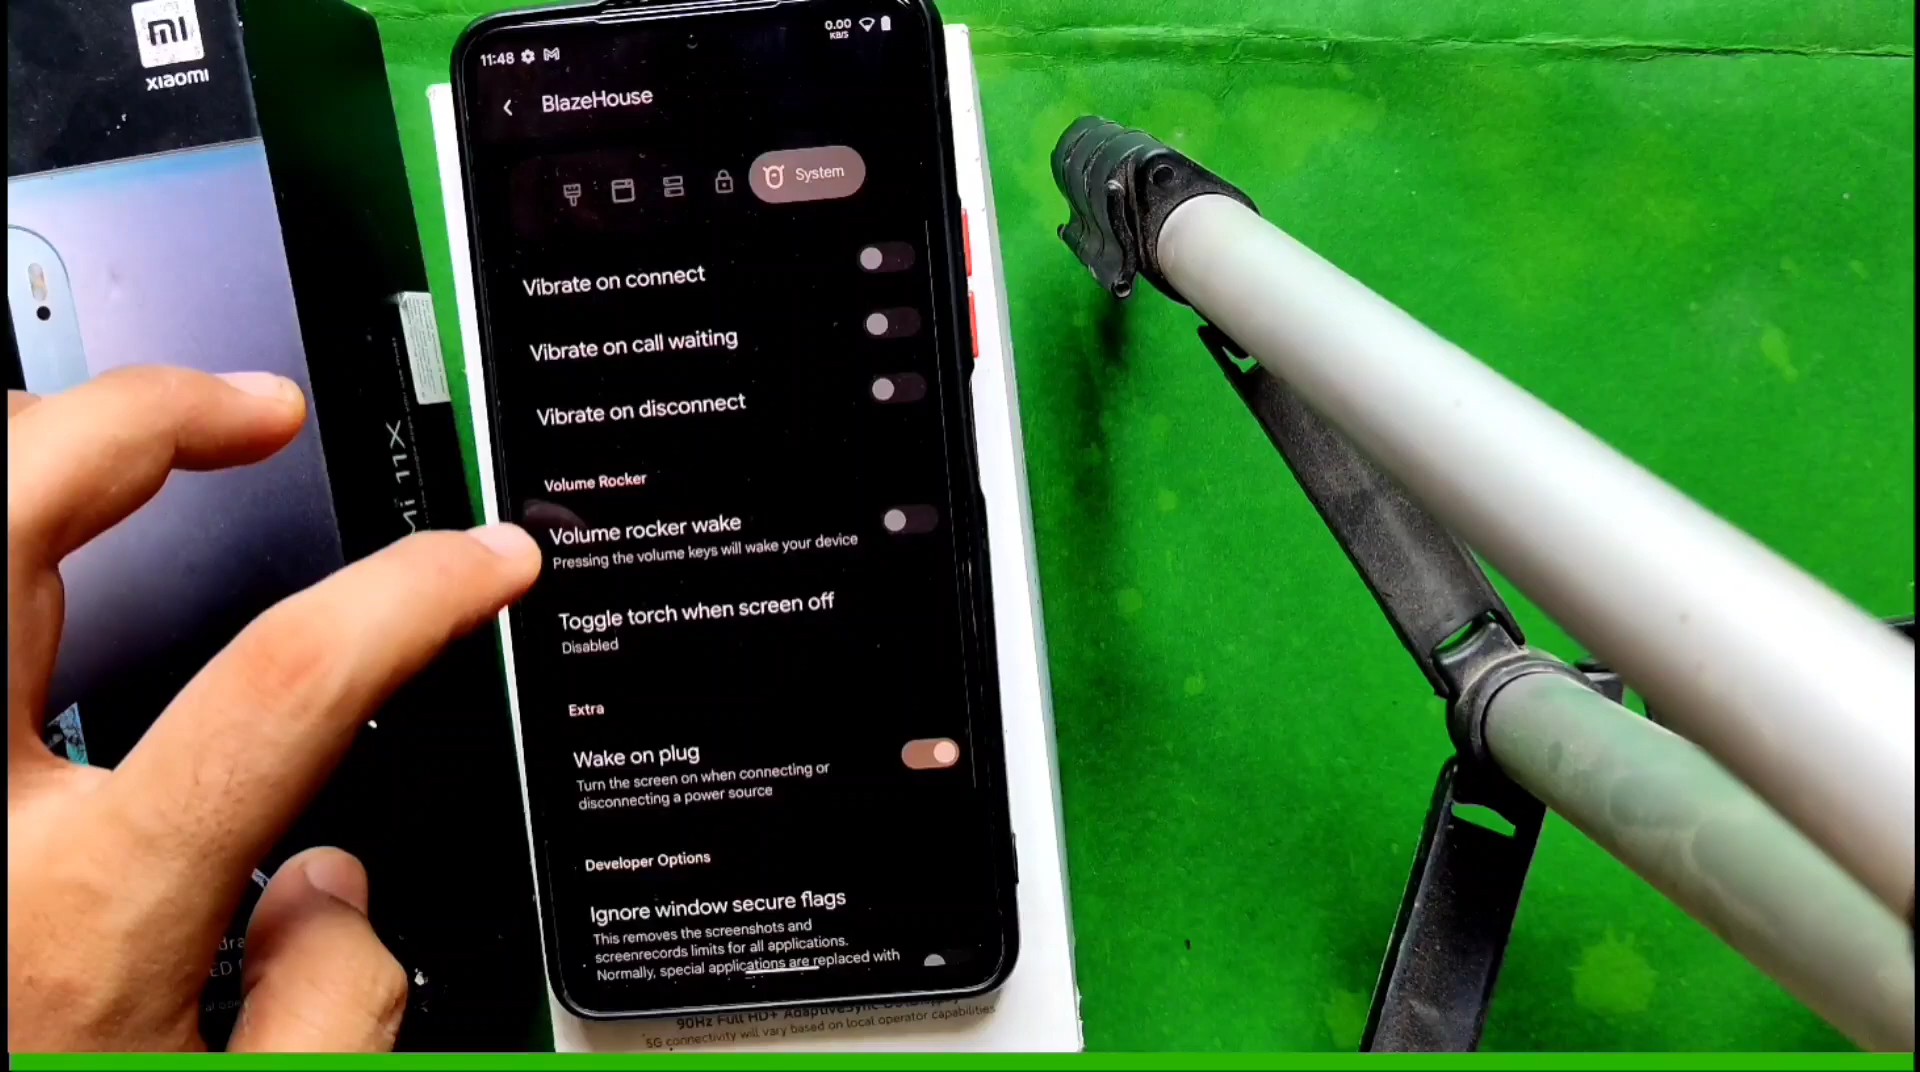 xiaomi
Mi 11X
11:48
0.00
KB/S
BlazeHouse
System
Vibrate on connect
Vibrate on call waiting
Vibrate on disconnect
Volume Rocker
Volume rocker wake
Pressing the volume keys will wake your device
Toggle torch when screen off
Disabled
Extra
Wake on plug
Turn the screen on when connecting or
disconnecting a power source
Developer Options
Ignore window secure flags
This removes the screenshots and
screenrecords limits for all applications.
Normally, special applications are replaced with
90Hz Full HD+ AdaptiveSync
5G connectivity will vary based on local operator capabilities